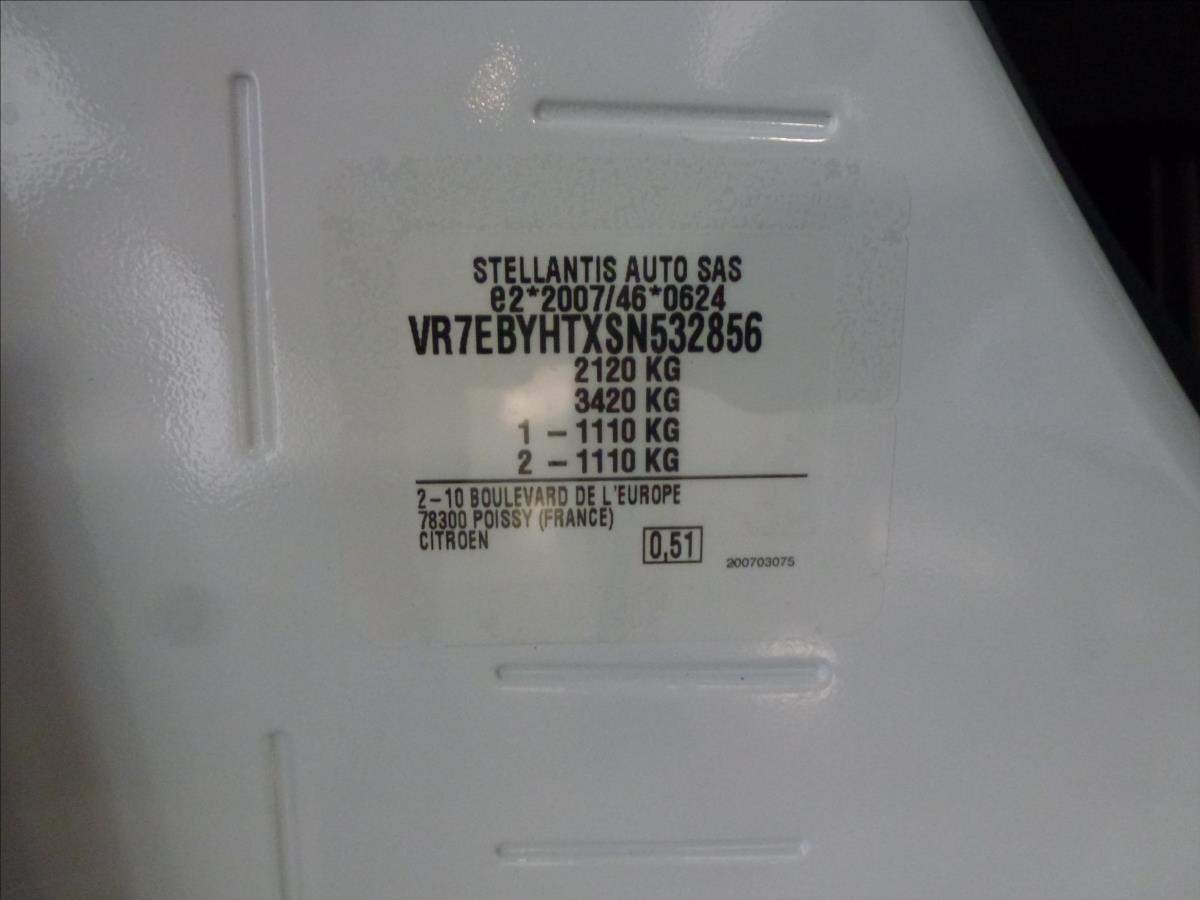 STELLANTIS AUTO SAS
e2*2007/46*0624
VR7EBYHTXSN532856
2120 KG
3420 KG
1 – 1110 KG
2 – 1110 KG
2–10 BOULEVARD DE L'EUROPE
78300 POISSY (FRANCE)
CITROEN
0,51
200703075